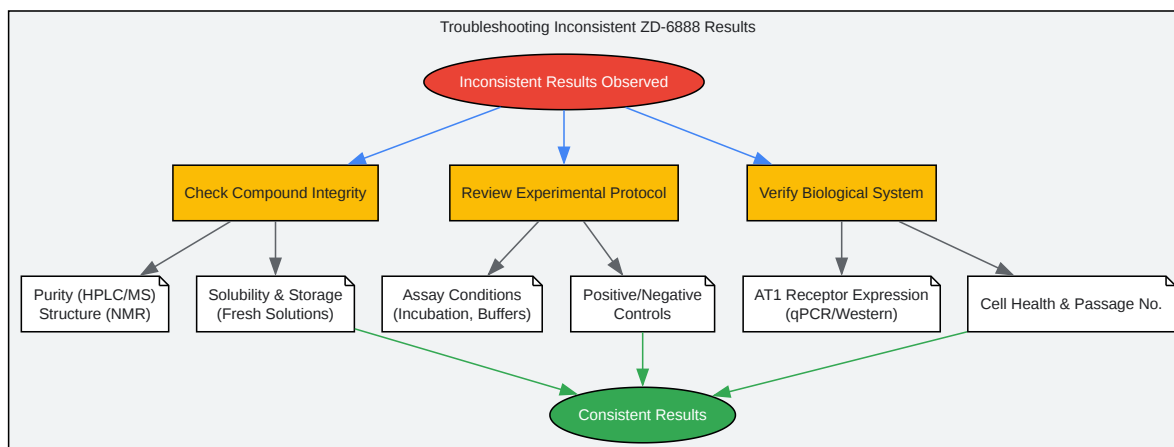 Troubleshooting Inconsistent ZD-6888 Results
Inconsistent Results Observed
Check Compound Integrity
Review Experimental Protocol
Verify Biological System
Purity (HPLC/MS)
Structure (NMR)
Solubility & Storage
(Fresh Solutions)
Assay Conditions
(Incubation, Buffers)
Positive/Negative
Controls
AT1 Receptor Expression
(qPCR/Western)
Cell Health & Passage No.
Consistent Results